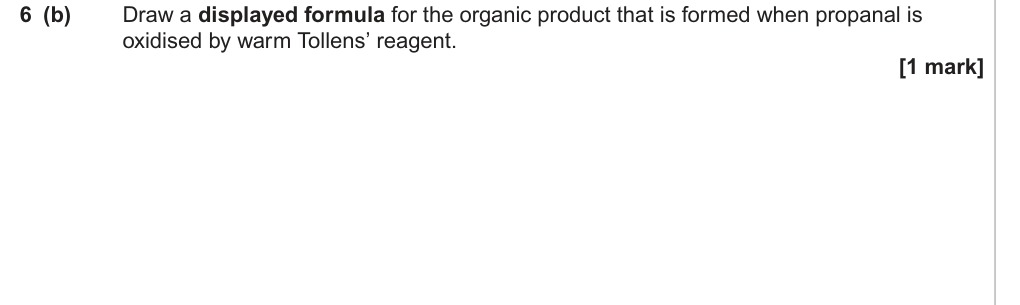 6 (b) Draw a displayed formula for the organic product that is formed when propanal is
oxidised by warm Tollens’ reagent.
[1 mark]